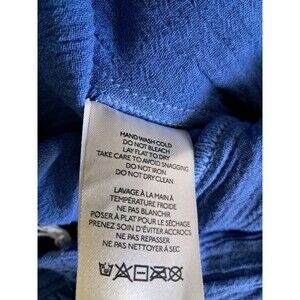 HAND WASH COLD
DO NOT BLEACH
LAY FLAT TO DRY
TAKE CARE TO AVOID SNAGGING
DO NOT IRON
DO NOT DRY CLEAN
LAVAGE À LA MAIN À
TEMPÉRATURE FROIDE
NE PAS BLANCHIR
POSER À PLAT POUR LE SÉCHAGE
PRENEZ SOIN D'ÉVITER ACCROCS
NE PAS REPASSER
NE PAS NETTOYER À SEC